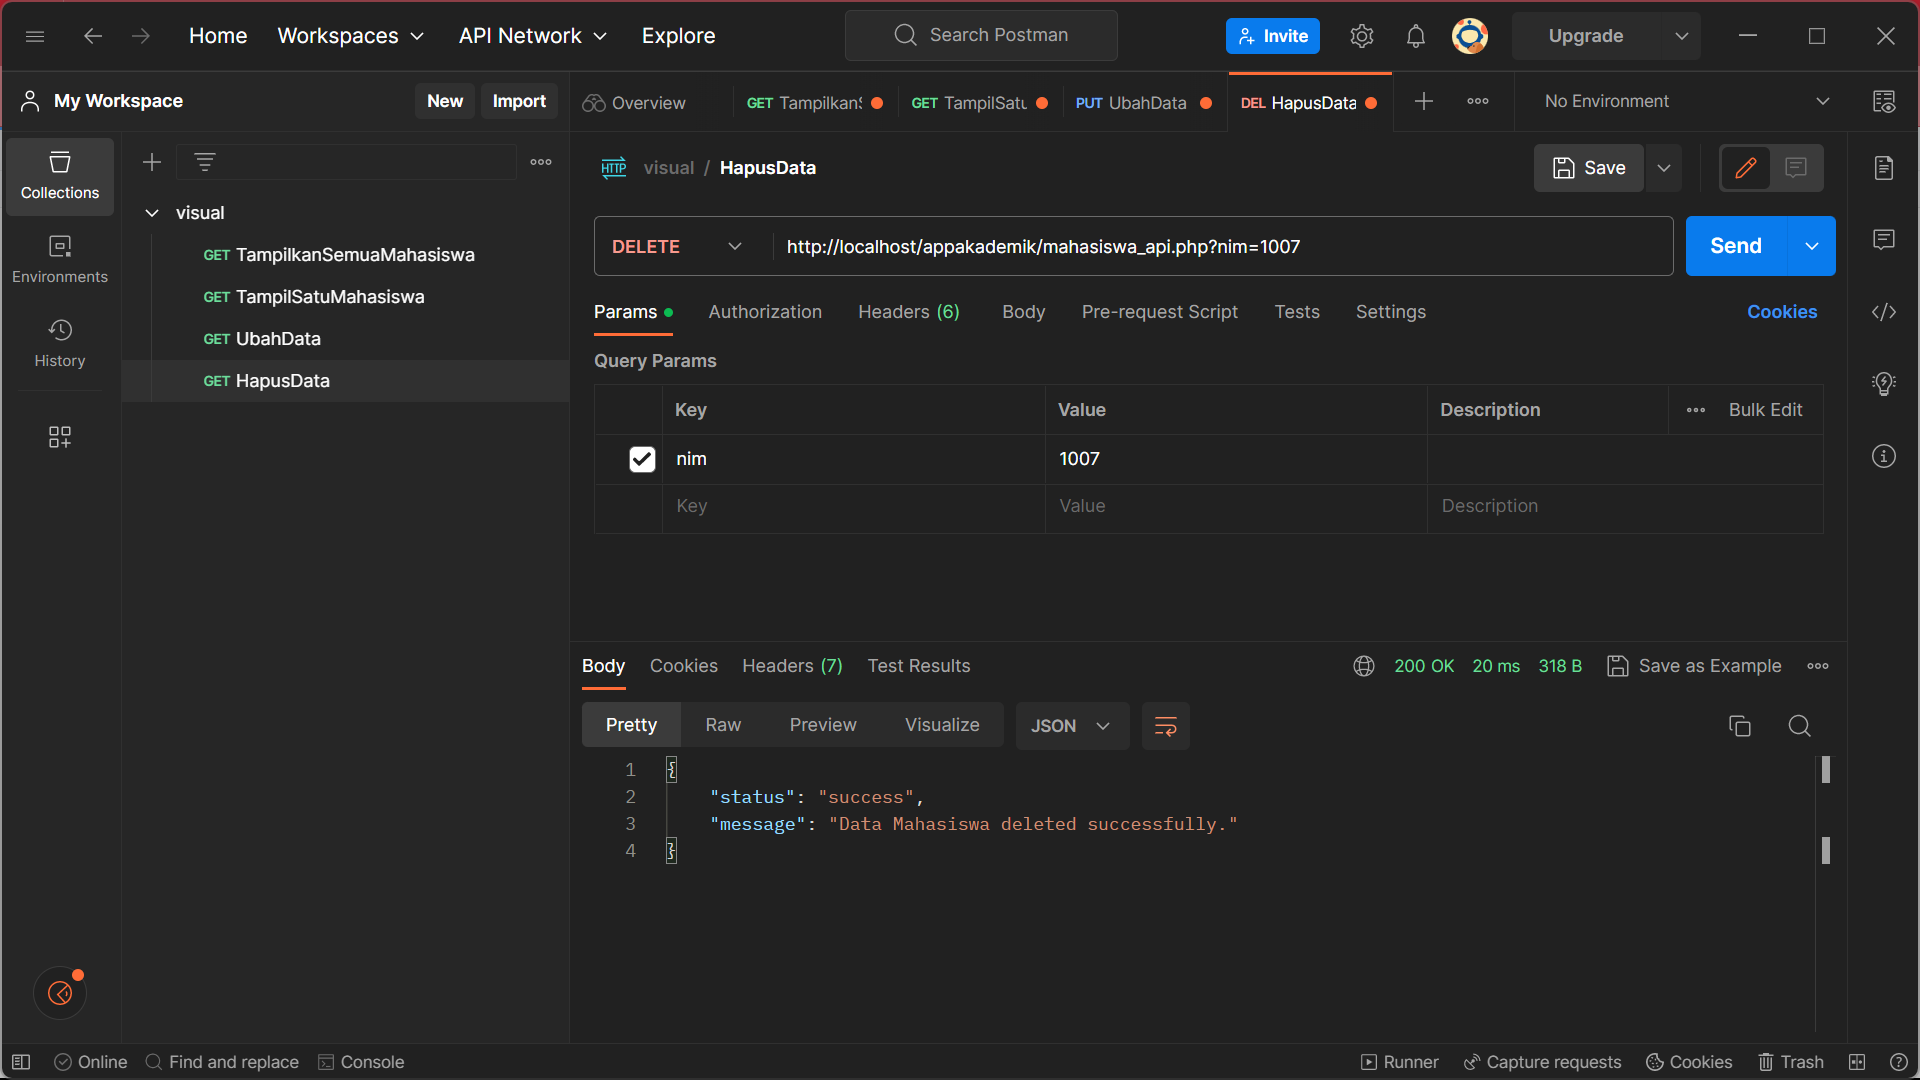 Home Workspaces API Network Explore Search Postman Invite Upgrade
My Workspace New Import Overview GET Tampilkan GET TampilSatu PUT UbahData DEL HapusData No Environment
HTTP visual / HapusData Save
Collections
visual
DELETE http://localhost/appakademik/mahasiswa_api.php?nim=1007 Send
GET TampilkanSemuaMahasiswa
Environments
GET TampilSatuMahasiswa
Params Authorization Headers (6) Body Pre-request Script Tests Settings Cookies
GET UbahData
History
Query Params
GET HapusData
Key Value Description Bulk Edit
nim 1007
Key Value Description
Body Cookies Headers (7) Test Results 200 OK 20 ms 318 B Save as Example
Pretty Raw Preview Visualize JSON
1 {
2 "status": "success",
3 "message": "Data Mahasiswa deleted successfully."
4 }
Online Find and replace Console Runner Capture requests Cookies Trash